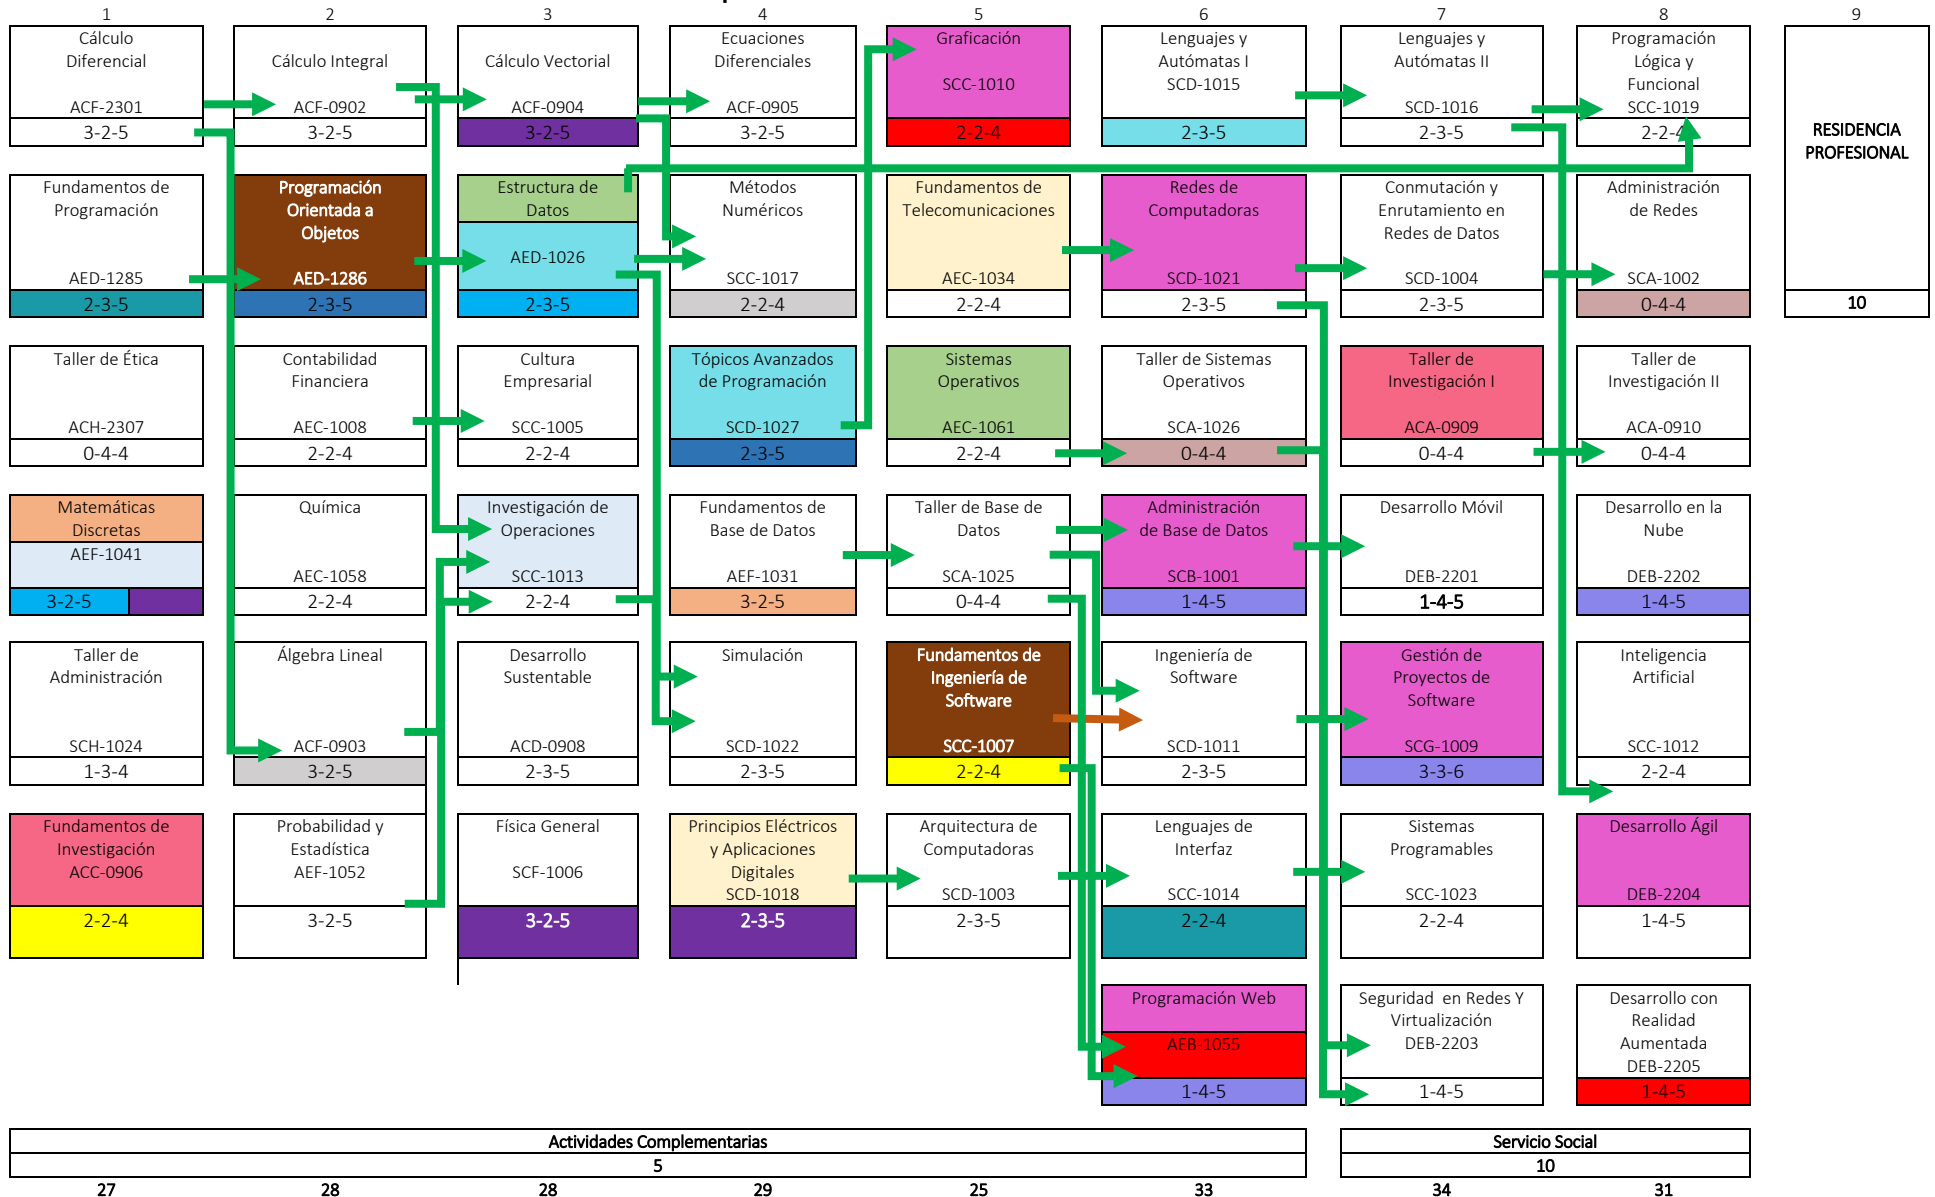 1 2 3 4 5 6 7 8 9
Cálculo
Diferencial
ACF-2301
3-2-5
Cálculo Integral
ACF-0902
3-2-5
Cálculo Vectorial
ACF-0904
3-2-5
Ecuaciones
Diferenciales
ACF-0905
3-2-5
Graficación
SCC-1010
2-2-4
Lenguajes y
Autómatas I
SCD-1015
2-3-5
Lenguajes y
Autómatas II
SCD-1016
2-3-5
Programación
Lógica y
Funcional
SCC-1019
2-2-4
RESIDENCIA
PROFESIONAL
10
Fundamentos de
Programación
AED-1285
2-3-5
Programación
Orientada a
Objetos
AED-1286
2-3-5
Estructura de
Datos
AED-1026
2-3-5
Métodos
Numéricos
SCC-1017
2-2-4
Fundamentos de
Telecomunicaciones
AEC-1034
2-2-4
Redes de
Computadoras
SCD-1021
2-3-5
Conmutación y
Enrutamiento en
Redes de Datos
SCD-1004
2-3-5
Administración
de Redes
SCA-1002
0-4-4
Taller de Ética
ACH-2307
0-4-4
Contabilidad
Financiera
AEC-1008
2-2-4
Cultura
Empresarial
SCC-1005
2-2-4
Tópicos Avanzados
de Programación
SCD-1027
2-3-5
Sistemas
Operativos
AEC-1061
2-2-4
Taller de Sistemas
Operativos
SCA-1026
0-4-4
Taller de
Investigación I
ACA-0909
0-4-4
Taller de
Investigación II
ACA-0910
0-4-4
Matemáticas
Discretas
AEF-1041
3-2-5
Química
AEC-1058
2-2-4
Investigación de
Operaciones
SCC-1013
2-2-4
Fundamentos de
Base de Datos
AEF-1031
3-2-5
Taller de Base de
Datos
SCA-1025
0-4-4
Administración
de Base de Datos
SCB-1001
1-4-5
Desarrollo Móvil
DEB-2201
1-4-5
Desarrollo en la
Nube
DEB-2202
1-4-5
Taller de
Administración
SCH-1024
1-3-4
Álgebra Lineal
ACF-0903
3-2-5
Desarrollo
Sustentable
ACD-0908
2-3-5
Simulación
SCD-1022
2-3-5
Fundamentos de
Ingeniería de
Software
SCC-1007
2-2-4
Ingeniería de
Software
SCD-1011
2-3-5
Gestión de
Proyectos de
Software
SCG-1009
3-3-6
Inteligencia
Artificial
SCC-1012
2-2-4
Fundamentos de
Investigación
ACC-0906
2-2-4
Probabilidad y
Estadística
AEF-1052
3-2-5
Física General
SCF-1006
3-2-5
Principios Eléctricos
y Aplicaciones
Digitales
SCD-1018
2-3-5
Arquitectura de
Computadoras
SCD-1003
2-3-5
Lenguajes de
Interfaz
SCC-1014
2-2-4
Sistemas
Programables
SCC-1023
2-2-4
Desarrollo Ágil
DEB-2204
1-4-5
Programación Web
AEB-1055
1-4-5
Seguridad en Redes Y
Virtualización
DEB-2203
1-4-5
Desarrollo con
Realidad
Aumentada
DEB-2205
1-4-5
Actividades Complementarias
5
Servicio Social
10
27 28 28 29 25 33 34 31